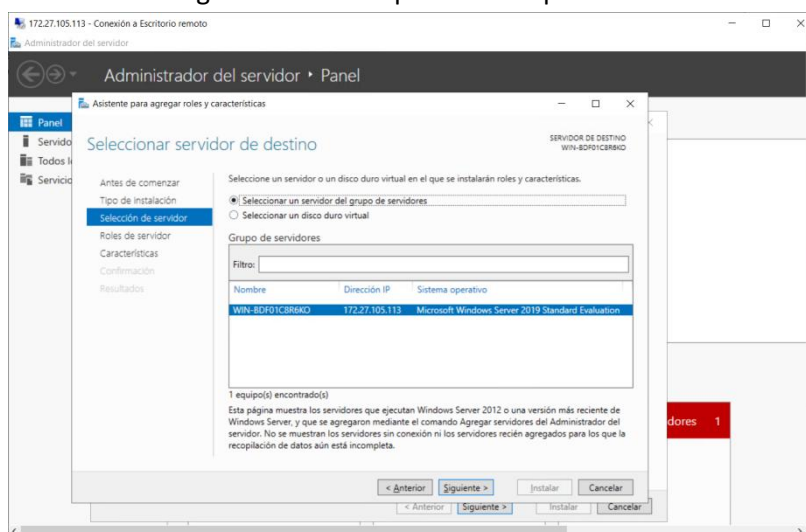 172.27.105.113 - Conexión a Escritorio remoto
Administrador del servidor
Administrador del servidor ‣ Panel
Asistente para agregar roles y características
Panel
Servido
Todos l
Servicio
Seleccionar servidor de destino
SERVIDOR DE DESTINO
WIN-BDF01C8R6KO
Antes de comenzar
Tipo de instalación
Selección de servidor
Roles de servidor
Características
Confirmación
Resultados
Seleccione un servidor o un disco duro virtual en el que se instalarán roles y características.
Seleccionar un servidor del grupo de servidores
Seleccionar un disco duro virtual
Grupo de servidores
Filtro:
Nombre Dirección IP Sistema operativo
WIN-BDF01C8R6KO 172.27.105.113 Microsoft Windows Server 2019 Standard Evaluation
1 equipo(s) encontrado(s)
Esta página muestra los servidores que ejecutan Windows Server 2012 o una versión más reciente de
Windows Server, y que se agregaron mediante el comando Agregar servidores del Administrador del
servidor. No se muestran los servidores sin conexión ni los servidores recién agregados para los que la
recopilación de datos aún está incompleta.
dores 1
< Anterior Siguiente > Instalar Cancelar
< Anterior Siguiente > Instalar Cancelar